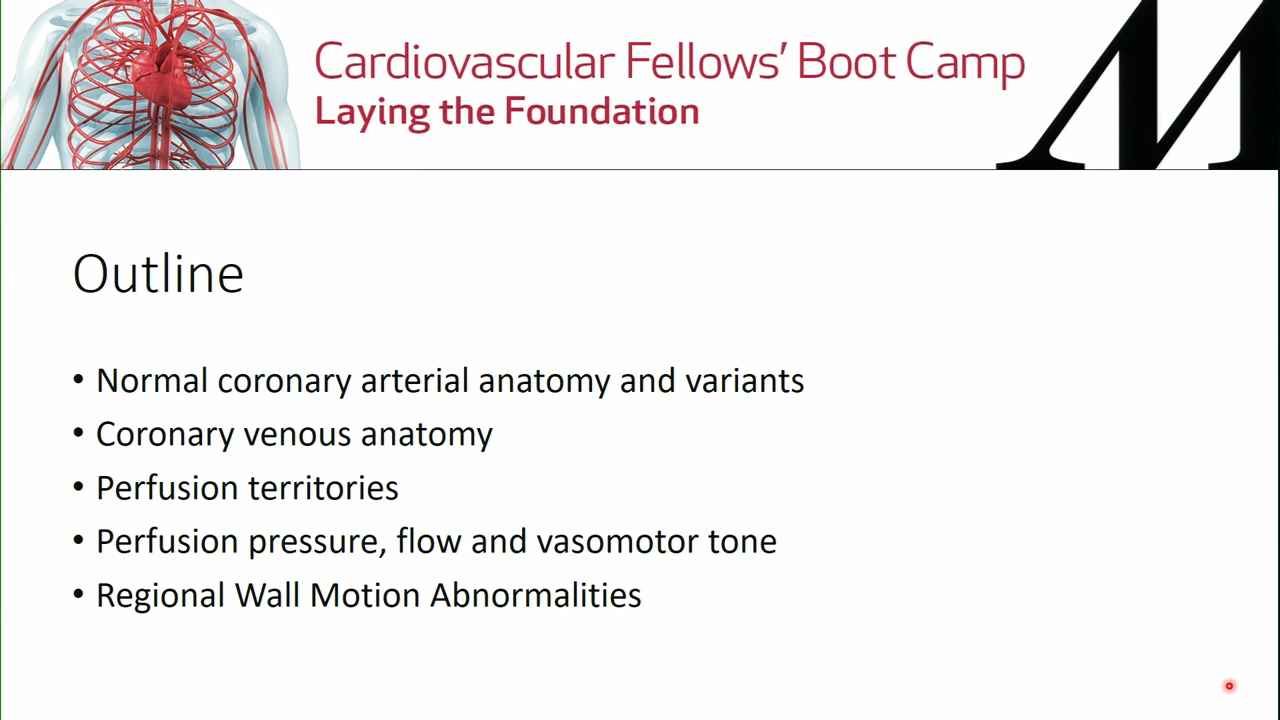 Cardiovascular Fellows' Boot Camp
Laying the Foundation
M
Outline
• Normal coronary arterial anatomy and variants
• Coronary venous anatomy
• Perfusion territories
• Perfusion pressure, flow and vasomotor tone
• Regional Wall Motion Abnormalities